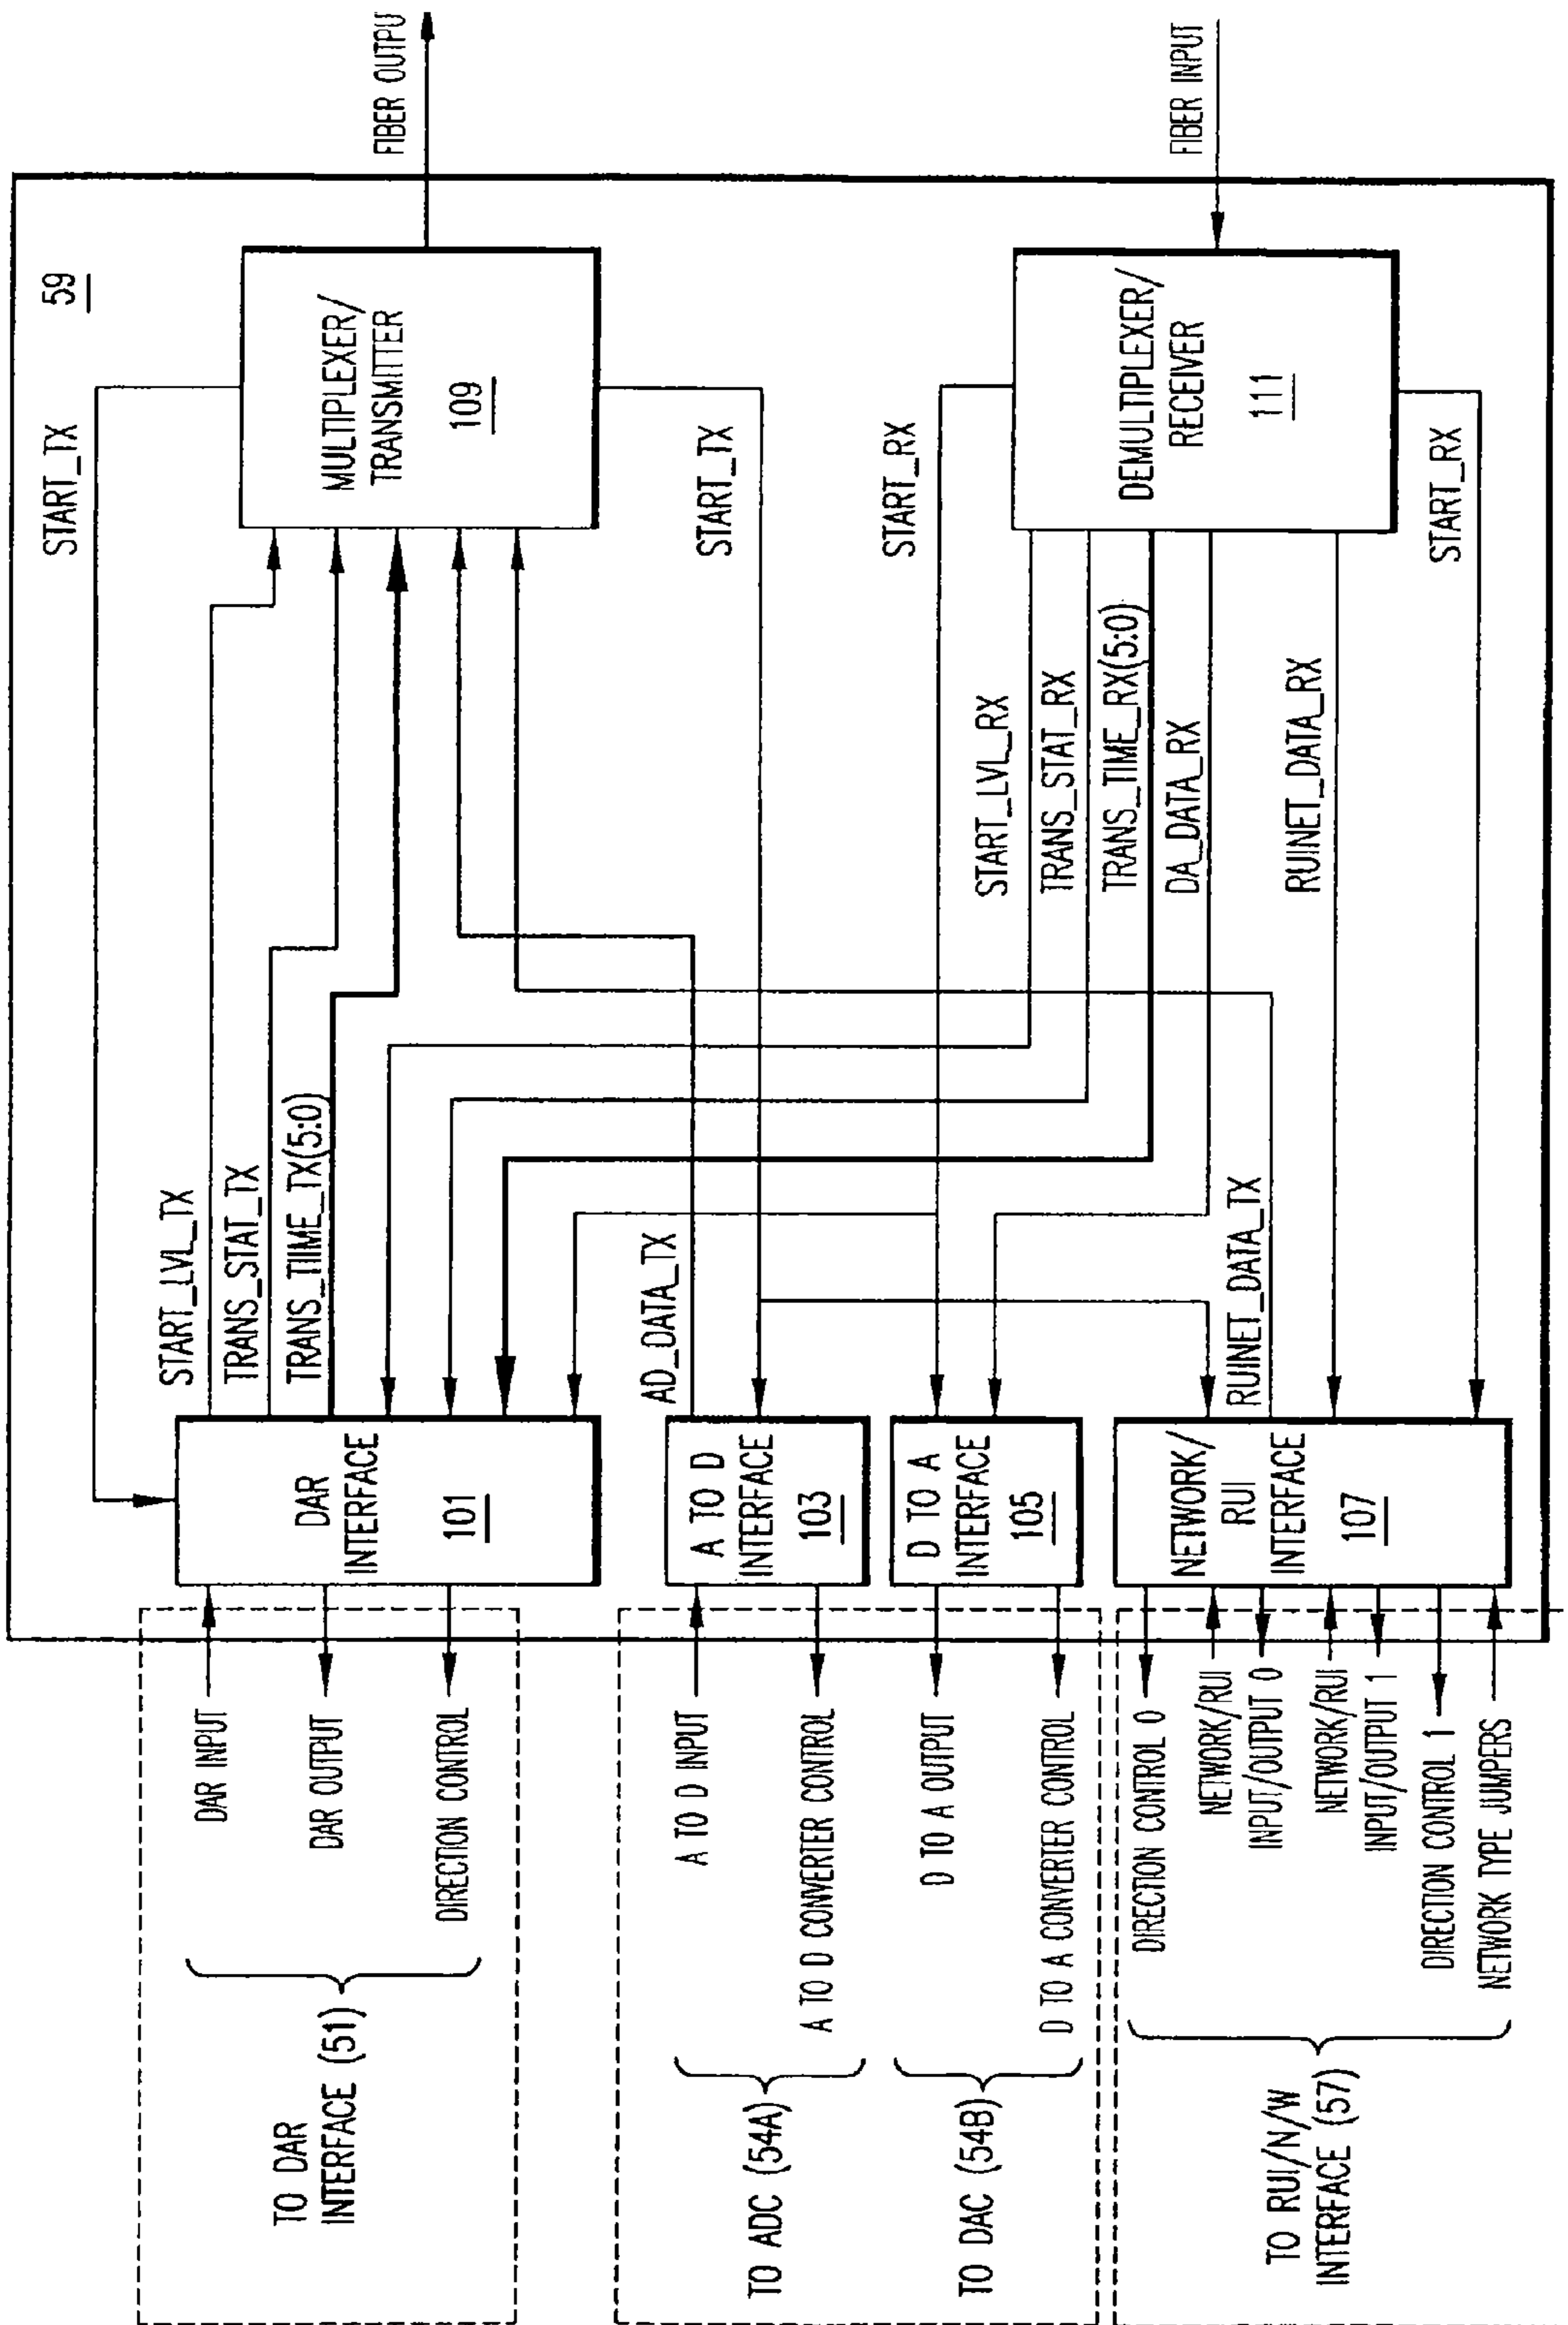 59
FIBER OUTPU
FIBER INPUT
START_TX
MULTIPLEXER/
TRANSMITTER
109
START_TX
START_RX
DEMULTIPLEXER/
RECEIVER
111
START_RX
START_LVL_TX
TRANS_STAT_TX
TRANS_TIIME_TX(5:0)
AD_DATA_TX
START_LVL_RX
TRANS_STAT_RX
TRANS_TIME_RX(5:0)
DA_DATA_RX
RUINET_DATA_RX
RUINET_DATA_TX
DAR
INTERFACE
101
A TO D
INTERFACE
103
D TO A
INTERFACE
105
NETWORK/
RUI
INTERFACE
107
DAR INPUT
DAR OUTPUT
DIRECTION CONTROL
A TO D INPUT
A TO D CONVERTER CONTROL
D TO A OUTPUT
D TO A CONVERTER CONTROL
DIRECTION CONTROL 0
NETWORK/RUI
INPUT/OUTPUT 0
NETWORK/RUI
INPUT/OUTPUT 1
DIRECTION CONTROL 1
NETWORK TYPE JUMPERS
TO DAR
INTERFACE (51)
TO ADC (54A)
TO DAC (54B)
TO RUI/N/W
INTERFACE (57)